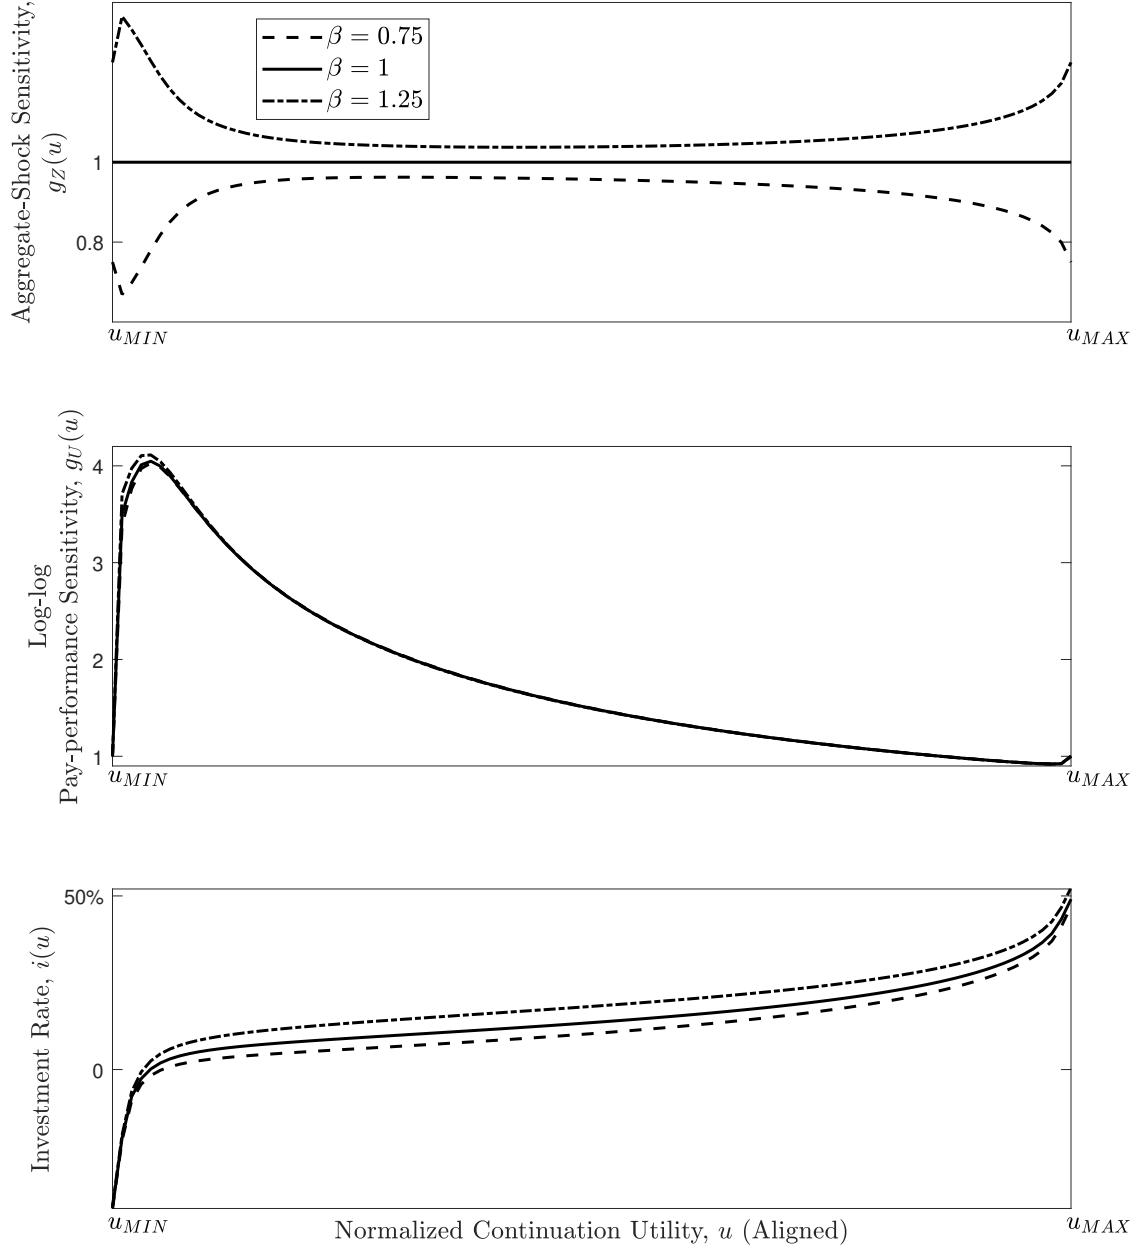 Aggregate-Shock Sensitivity,
g_Z(u)
β = 0.75
β = 1
β = 1.25
1
0.8
u_MIN
u_MAX
Log-log
Pay-performance Sensitivity, g_U(u)
4
3
2
1
u_MIN
u_MAX
Investment Rate, i(u)
50%
0
u_MIN
u_MAX
Normalized Continuation Utility, u (Aligned)